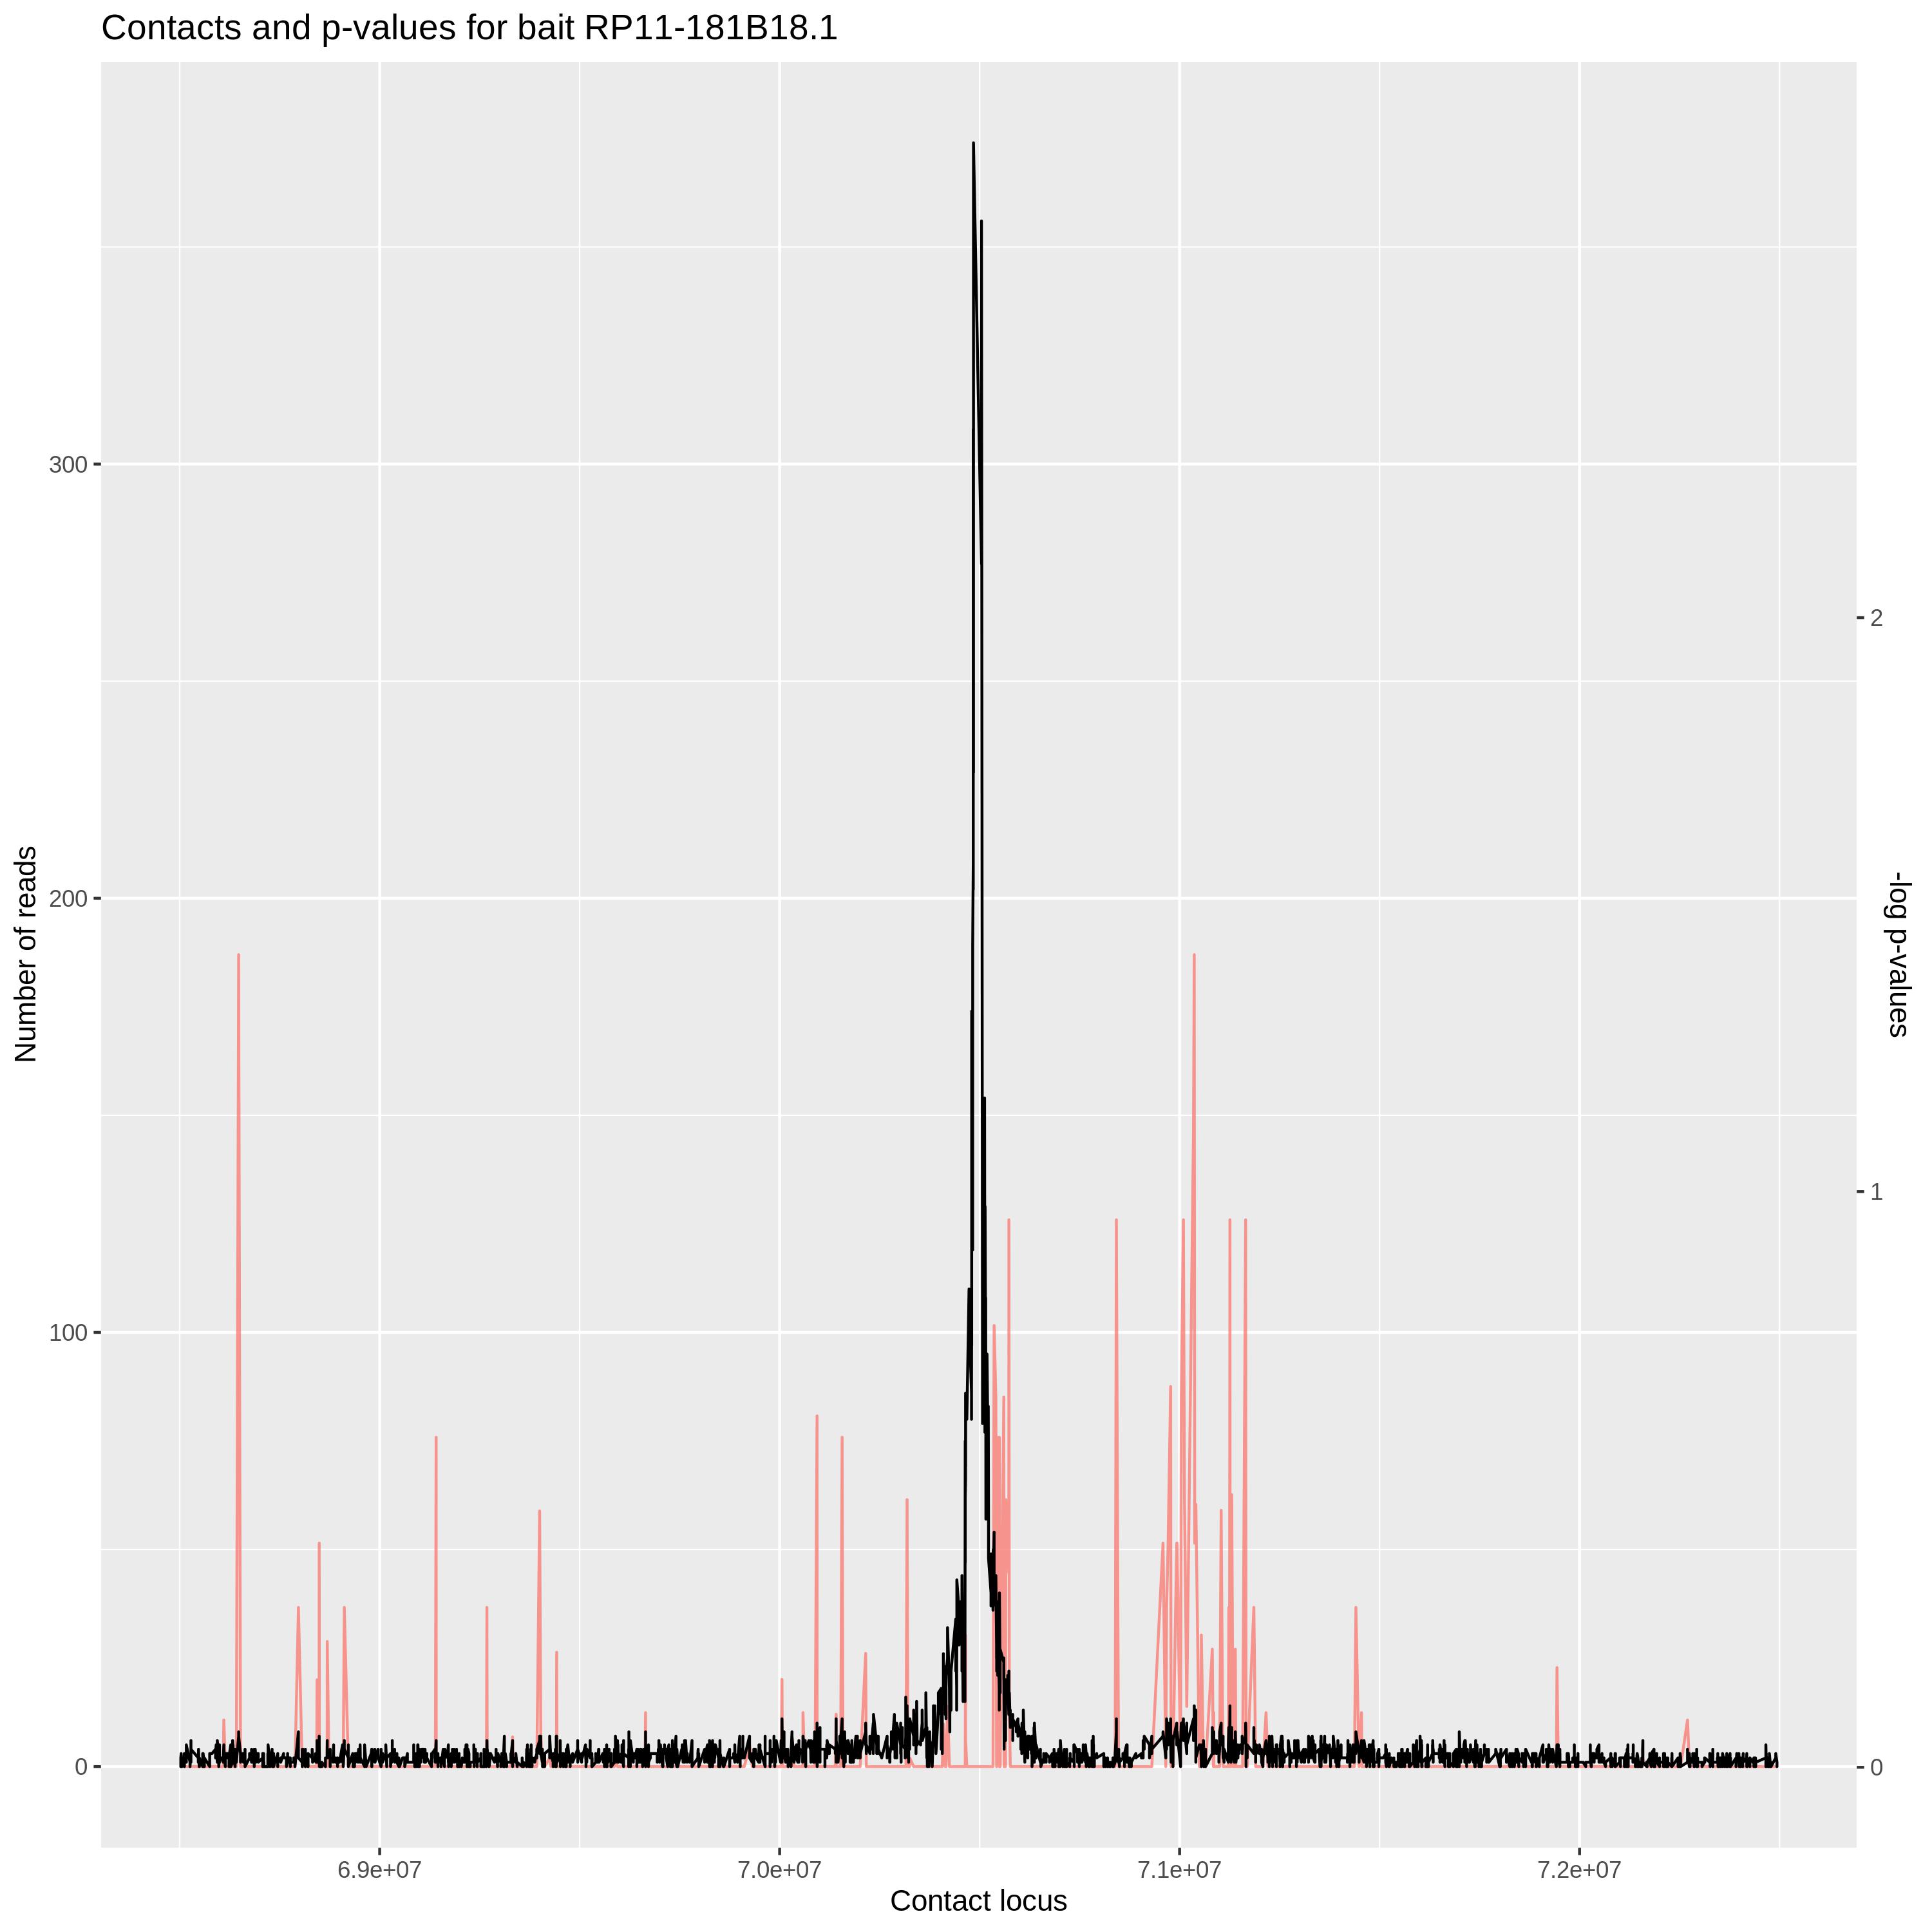 Contacts and p-values for bait RP11-181B18.1
300
200
100
0
Number of reads
2
1
0
-log p-values
6.9e+07 7.0e+07 7.1e+07 7.2e+07
Contact locus